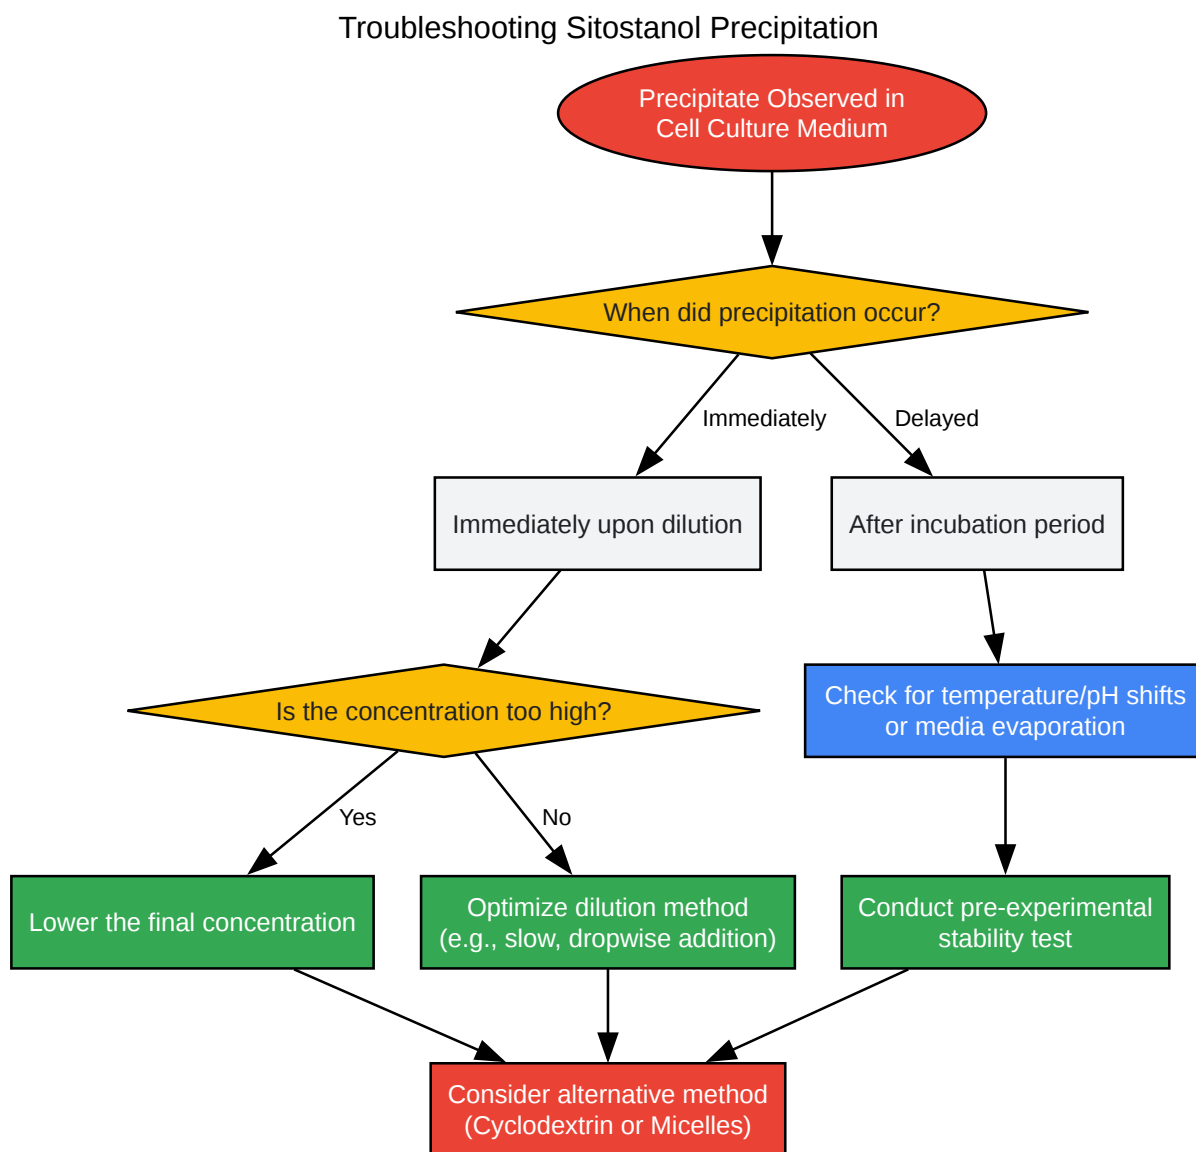 Troubleshooting Sitostanol Precipitation
Precipitate Observed in
Cell Culture Medium
When did precipitation occur?
Immediately
Delayed
Immediately upon dilution
After incubation period
Is the concentration too high?
Check for temperature/pH shifts
or media evaporation
Yes
No
Lower the final concentration
Optimize dilution method
(e.g., slow, dropwise addition)
Conduct pre-experimental
stability test
Consider alternative method
(Cyclodextrin or Micelles)